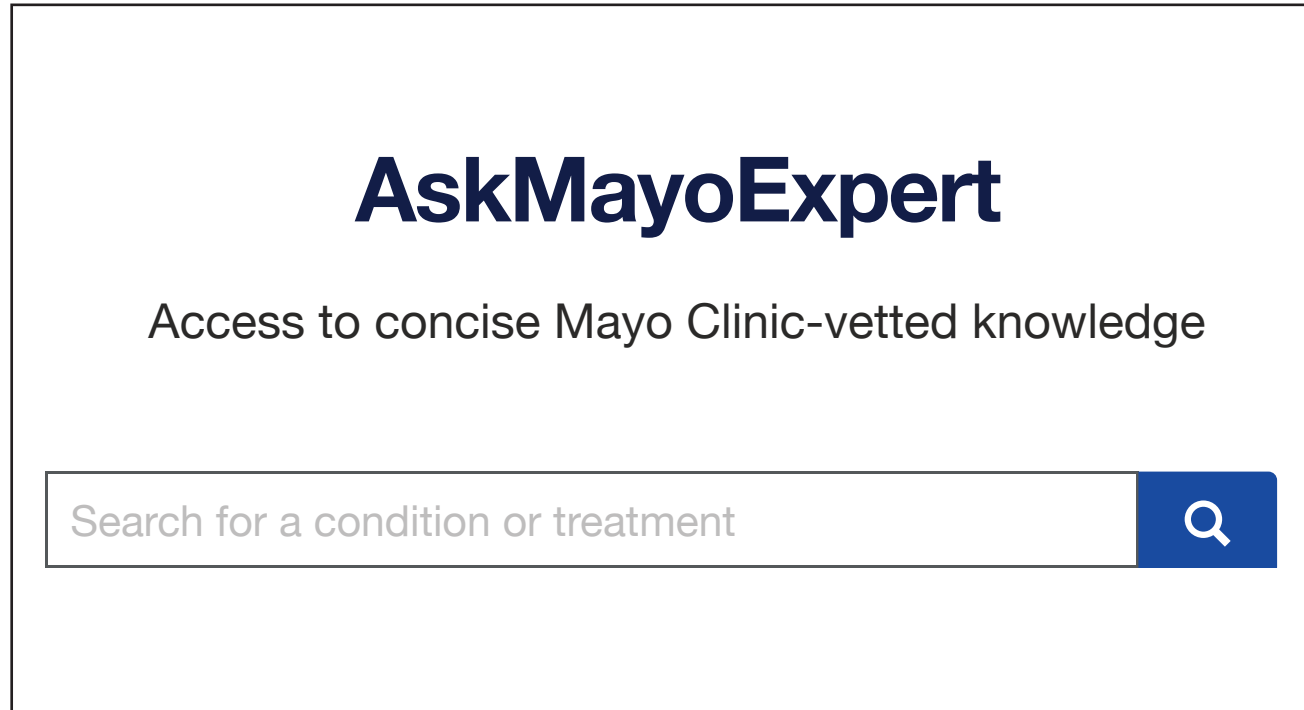 AskMayoExpert
Access to concise Mayo Clinic-vetted knowledge
Search for a condition or treatment